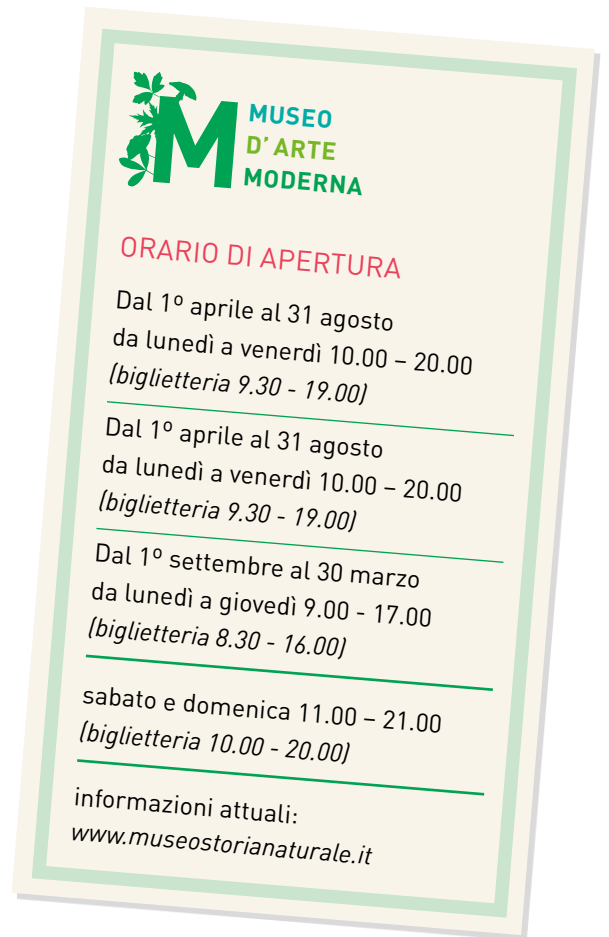 M
MUSEO
D' ARTE
MODERNA
ORARIO DI APERTURA
Dal 1º aprile al 31 agosto
da lunedì a venerdì 10.00 – 20.00
(biglietteria 9.30 - 19.00)
Dal 1º aprile al 31 agosto
da lunedì a venerdì 10.00 – 20.00
(biglietteria 9.30 - 19.00)
Dal 1º settembre al 30 marzo
da lunedì a giovedì 9.00 - 17.00
(biglietteria 8.30 - 16.00)
sabato e domenica 11.00 – 21.00
(biglietteria 10.00 - 20.00)
informazioni attuali:
www.museostorianaturale.it